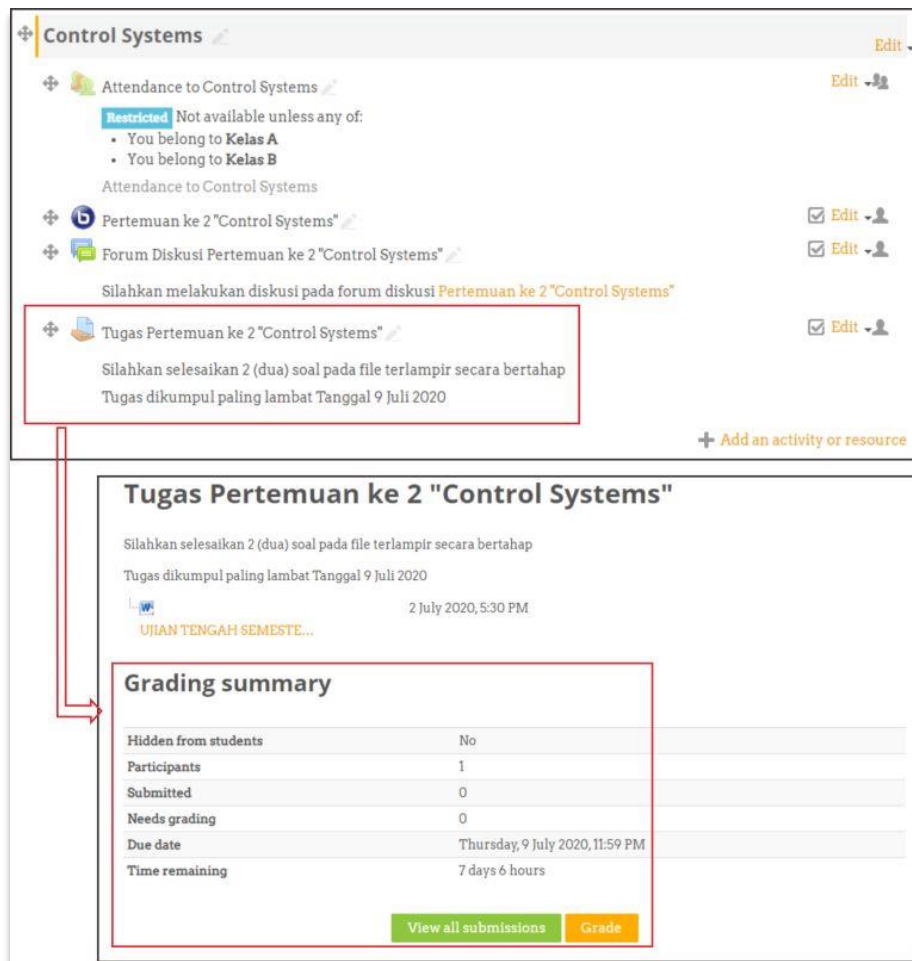 Control Systems
Edit
Attendance to Control Systems
Edit
Restricted Not available unless any of:
• You belong to Kelas A
• You belong to Kelas B
Attendance to Control Systems
Pertemuan ke 2 "Control Systems"
Edit
Forum Diskusi Pertemuan ke 2 "Control Systems"
Edit
Silahkan melakukan diskusi pada forum diskusi Pertemuan ke 2 "Control Systems"
Tugas Pertemuan ke 2 "Control Systems"
Edit
Silahkan selesaikan 2 (dua) soal pada file terlampir secara bertahap
Tugas dikumpul paling lambat Tanggal 9 Juli 2020
Add an activity or resource
Tugas Pertemuan ke 2 "Control Systems"
Silahkan selesaikan 2 (dua) soal pada file terlampir secara bertahap
Tugas dikumpul paling lambat Tanggal 9 Juli 2020
2 July 2020, 5:30 PM
UJIAN TENGAH SEMESTE...
Grading summary
Hidden from students No
Participants 1
Submitted 0
Needs grading 0
Due date Thursday, 9 July 2020, 11:59 PM
Time remaining 7 days 6 hours
View all submissions Grade